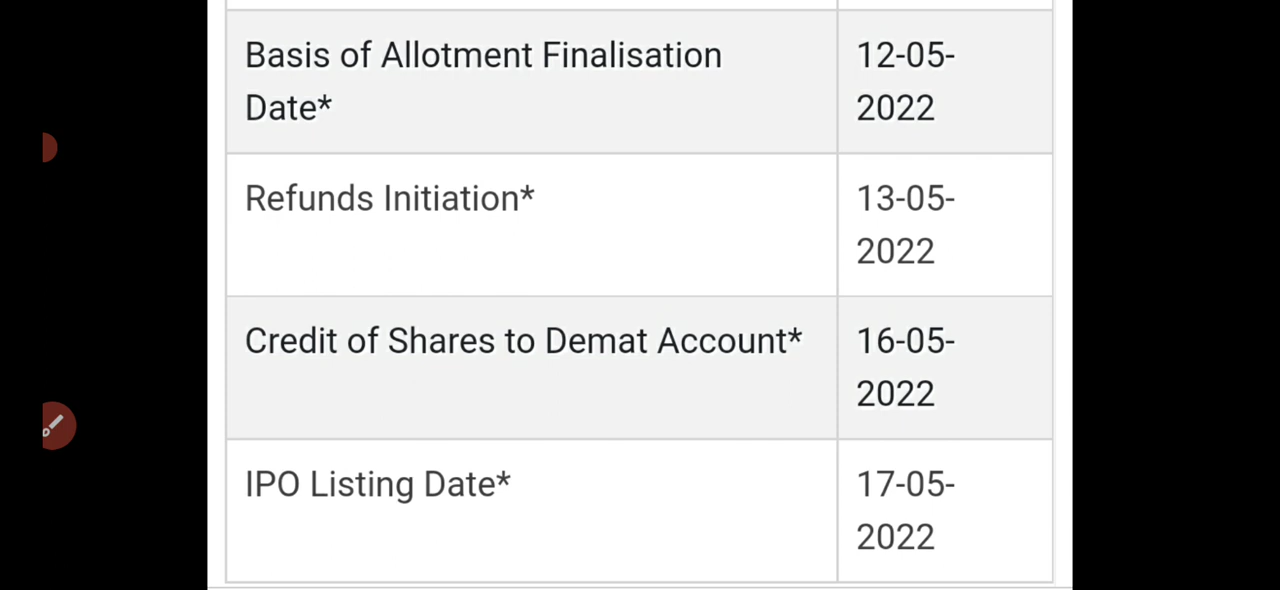 Basis of Allotment Finalisation
Date*
12-05-
2022
Refunds Initiation*
13-05-
2022
Credit of Shares to Demat Account*
16-05-
2022
IPO Listing Date*
17-05-
2022